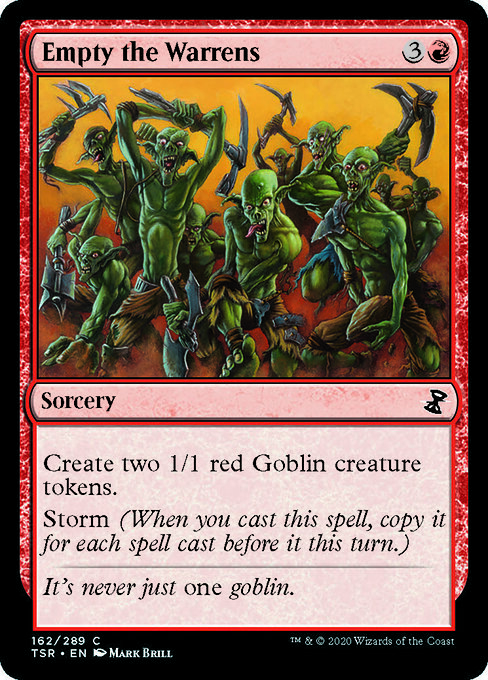 Empty the Warrens 3
Sorcery
Create two 1/1 red Goblin creature
tokens.
Storm (When you cast this spell, copy it
for each spell cast before it this turn.)
It's never just one goblin.
162/289 C
TSR • EN Mark Brill
™ & © 2020 Wizards of the Coast